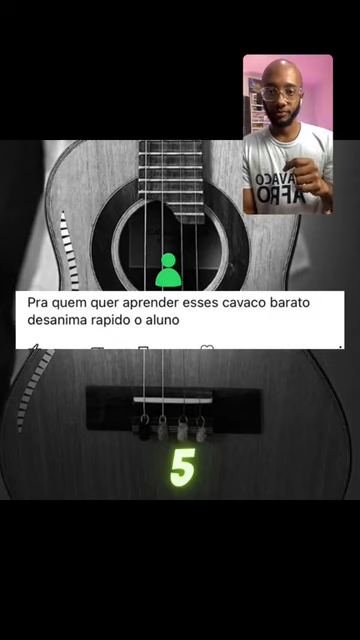 CAVACO
AFRO
Pra quem quer aprender esses cavaco barato
desanima rapido o aluno
5